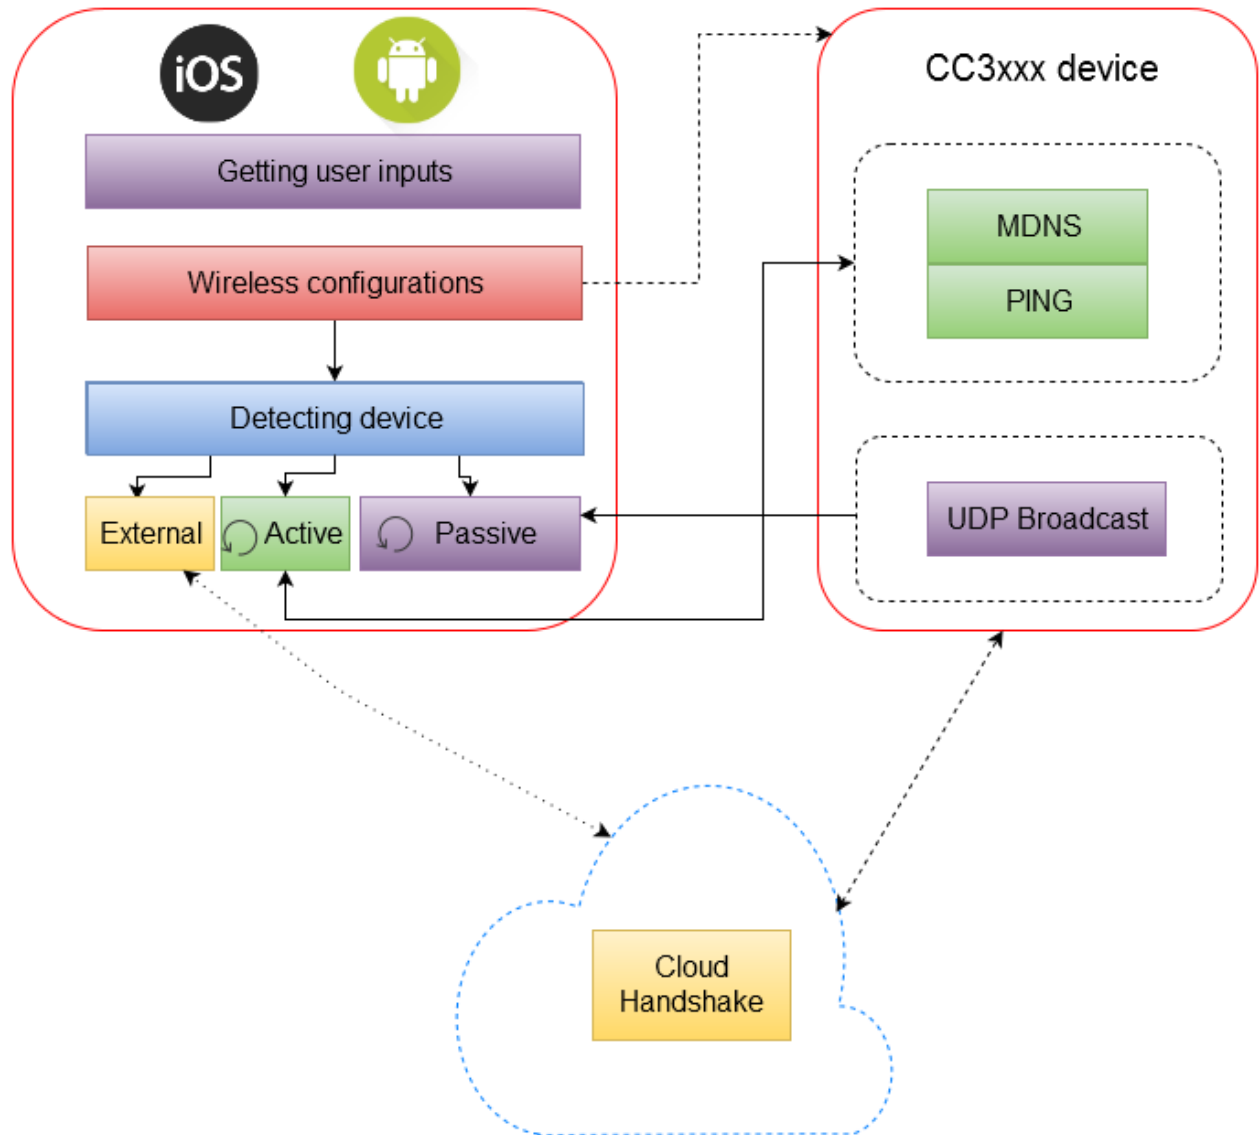 iOS
Getting user inputs
Wireless configurations
Detecting device
External
Active
Passive
CC3xxx device
MDNS
PING
UDP Broadcast
Cloud
Handshake